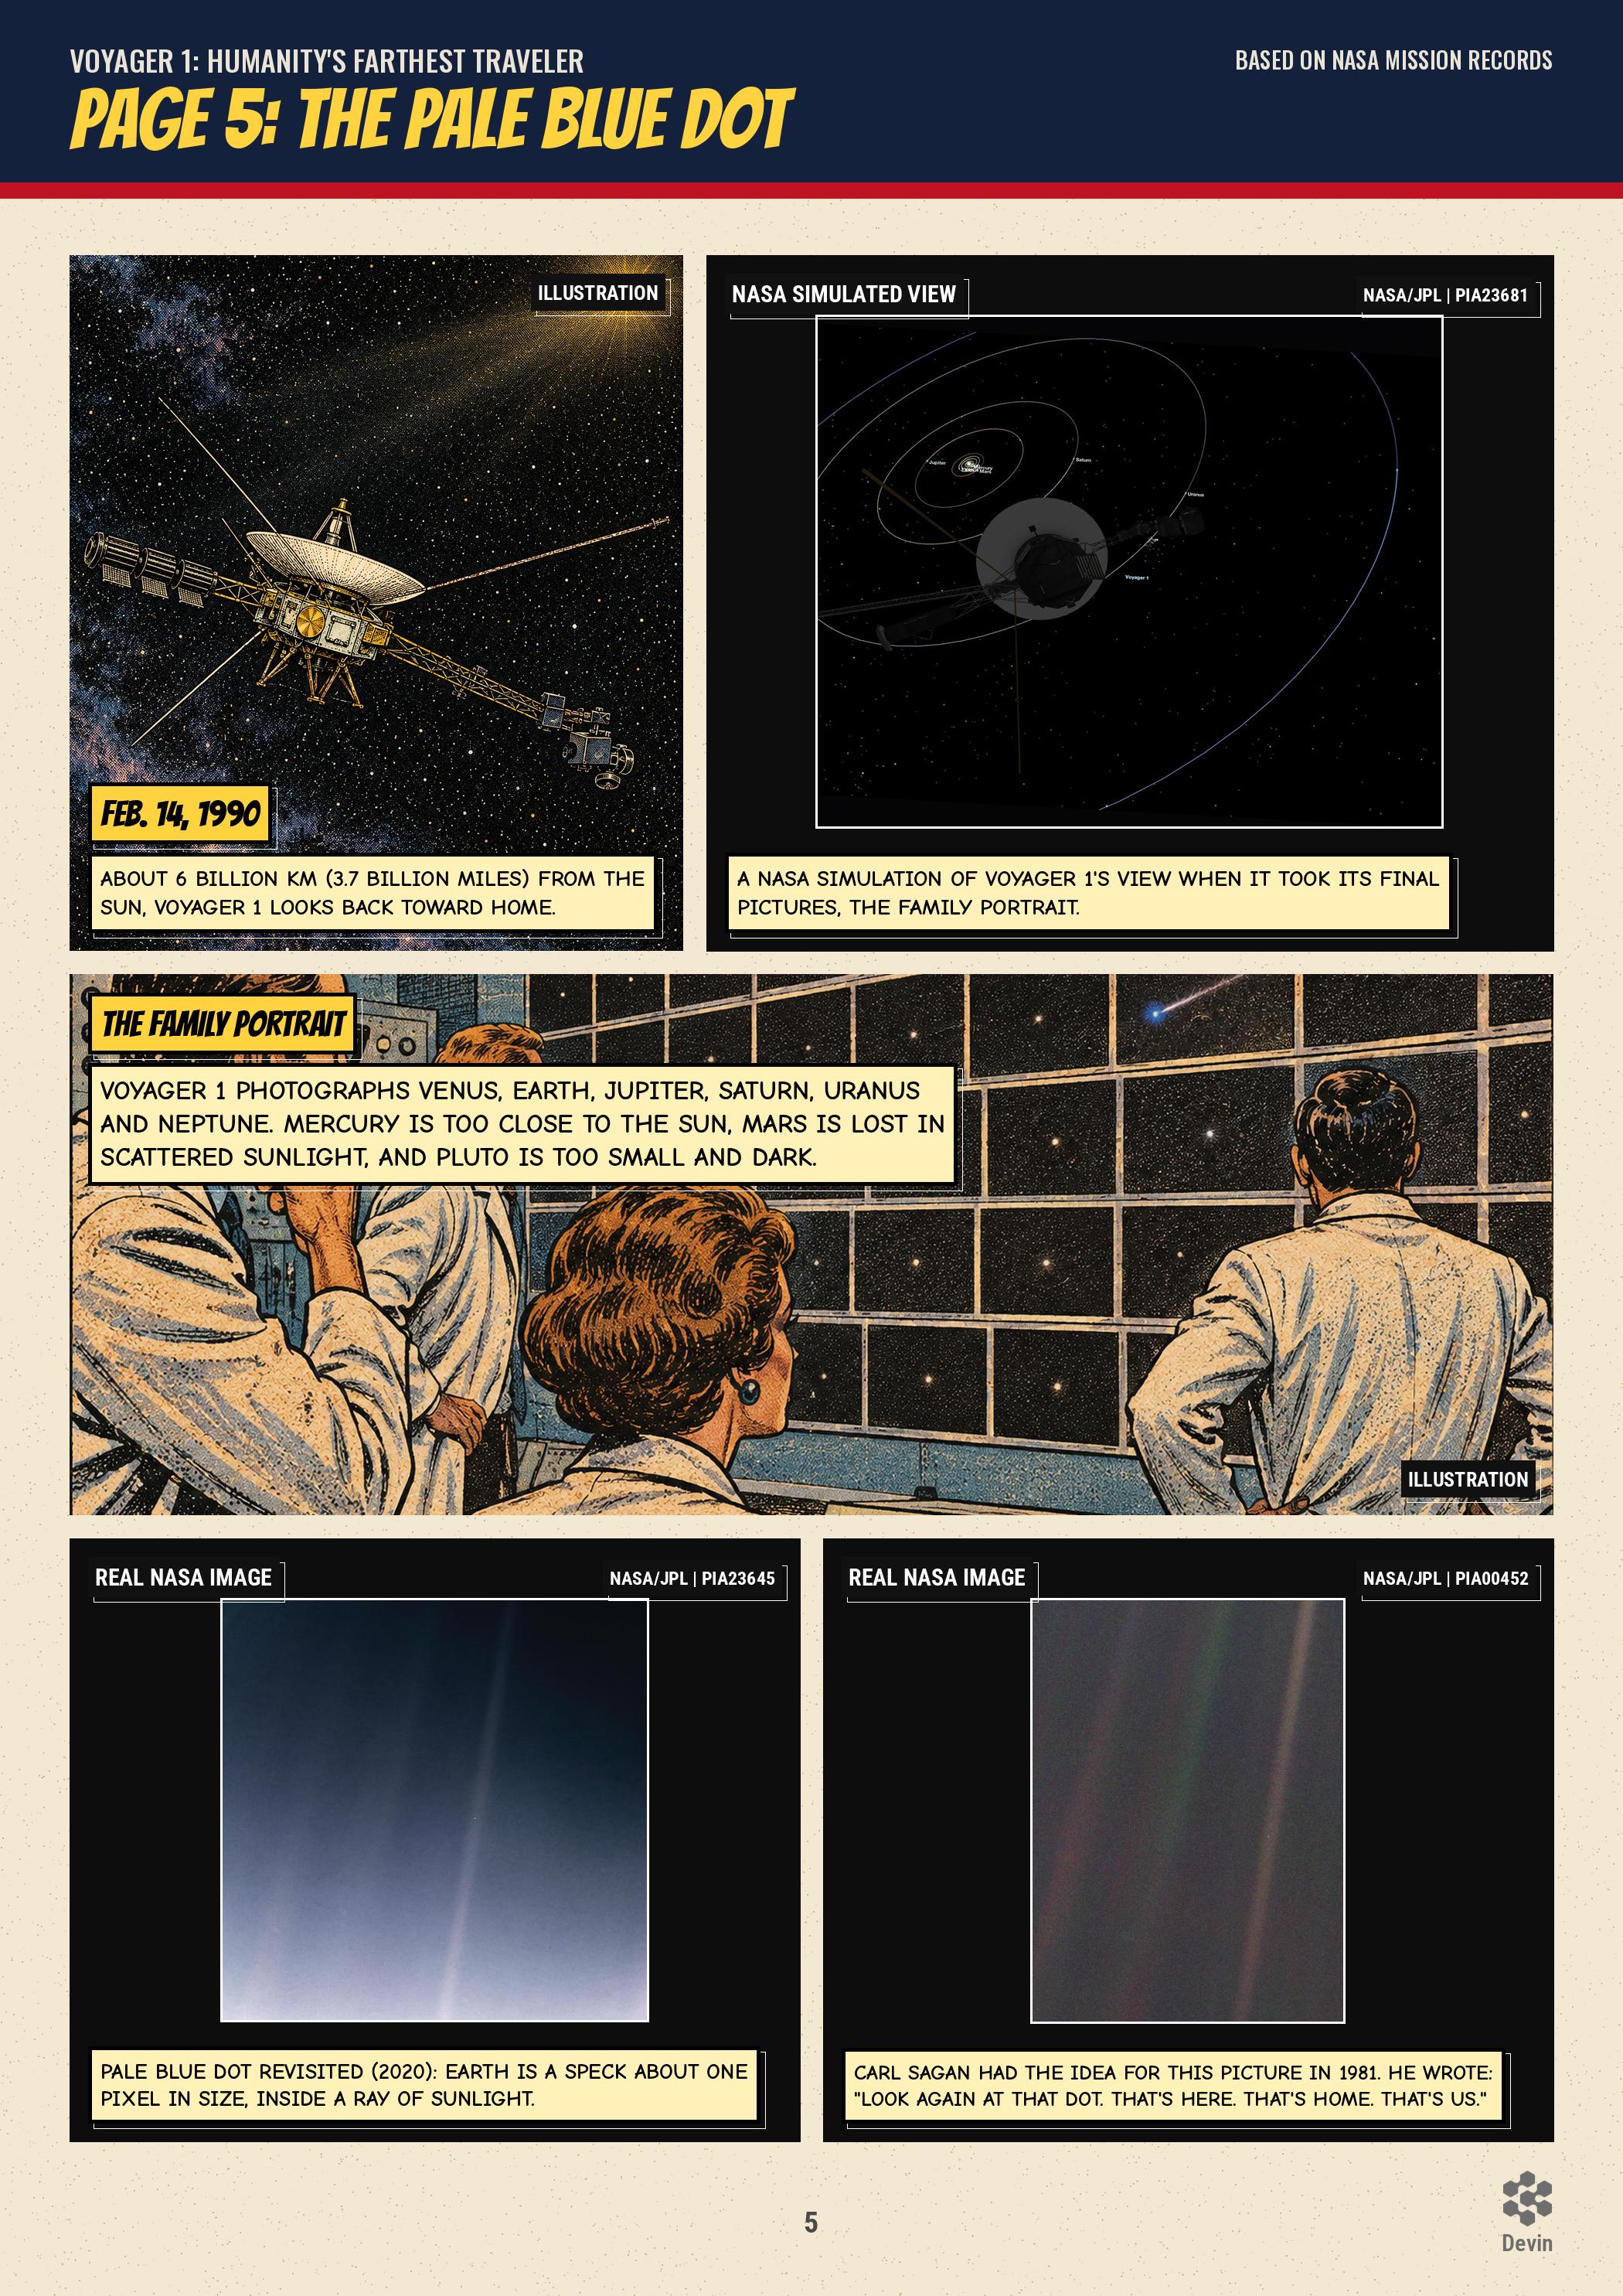 VOYAGER 1: HUMANITY'S FARTHEST TRAVELER
BASED ON NASA MISSION RECORDS
PAGE 5: THE PALE BLUE DOT
ILLUSTRATION
FEB. 14, 1990
ABOUT 6 BILLION KM (3.7 BILLION MILES) FROM THE
SUN, VOYAGER 1 LOOKS BACK TOWARD HOME.
NASA SIMULATED VIEW
NASA/JPL | PIA23681
Jupiter
Saturn
Uranus
Voyager 1
A NASA SIMULATION OF VOYAGER 1'S VIEW WHEN IT TOOK ITS FINAL
PICTURES, THE FAMILY PORTRAIT.
THE FAMILY PORTRAIT
VOYAGER 1 PHOTOGRAPHS VENUS, EARTH, JUPITER, SATURN, URANUS
AND NEPTUNE. MERCURY IS TOO CLOSE TO THE SUN, MARS IS LOST IN
SCATTERED SUNLIGHT, AND PLUTO IS TOO SMALL AND DARK.
ILLUSTRATION
REAL NASA IMAGE
NASA/JPL | PIA23645
PALE BLUE DOT REVISITED (2020): EARTH IS A SPECK ABOUT ONE
PIXEL IN SIZE, INSIDE A RAY OF SUNLIGHT.
REAL NASA IMAGE
NASA/JPL | PIA00452
CARL SAGAN HAD THE IDEA FOR THIS PICTURE IN 1981. HE WROTE:
"LOOK AGAIN AT THAT DOT. THAT'S HERE. THAT'S HOME. THAT'S US."
5
Devin